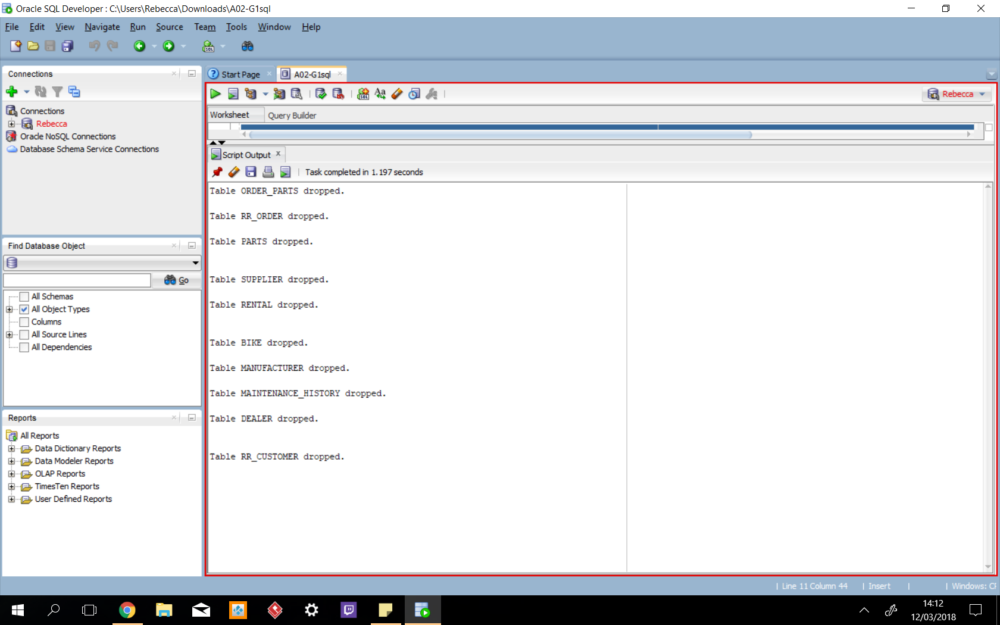 Oracle SQL Developer : C:\Users\Rebecca\Downloads\A02-G1sql
File Edit View Navigate Run Source Team Tools Window Help
Connections
Connections
Rebecca
Oracle NoSQL Connections
Database Schema Service Connections
Find Database Object
Go
All Schemas
All Object Types
Columns
All Source Lines
All Dependencies
Reports
All Reports
Data Dictionary Reports
Data Modeler Reports
OLAP Reports
TimesTen Reports
User Defined Reports
Start Page
A02-G1sql
Rebecca
Worksheet Query Builder
Script Output
Task completed in 1.197 seconds
Table ORDER_PARTS dropped.
Table RR_ORDER dropped.
Table PARTS dropped.
Table SUPPLIER dropped.
Table RENTAL dropped.
Table BIKE dropped.
Table MANUFACTURER dropped.
Table MAINTENANCE_HISTORY dropped.
Table DEALER dropped.
Table RR_CUSTOMER dropped.
| Line 11 Column 44 | Insert | | Windows: CR
14:12
12/03/2018